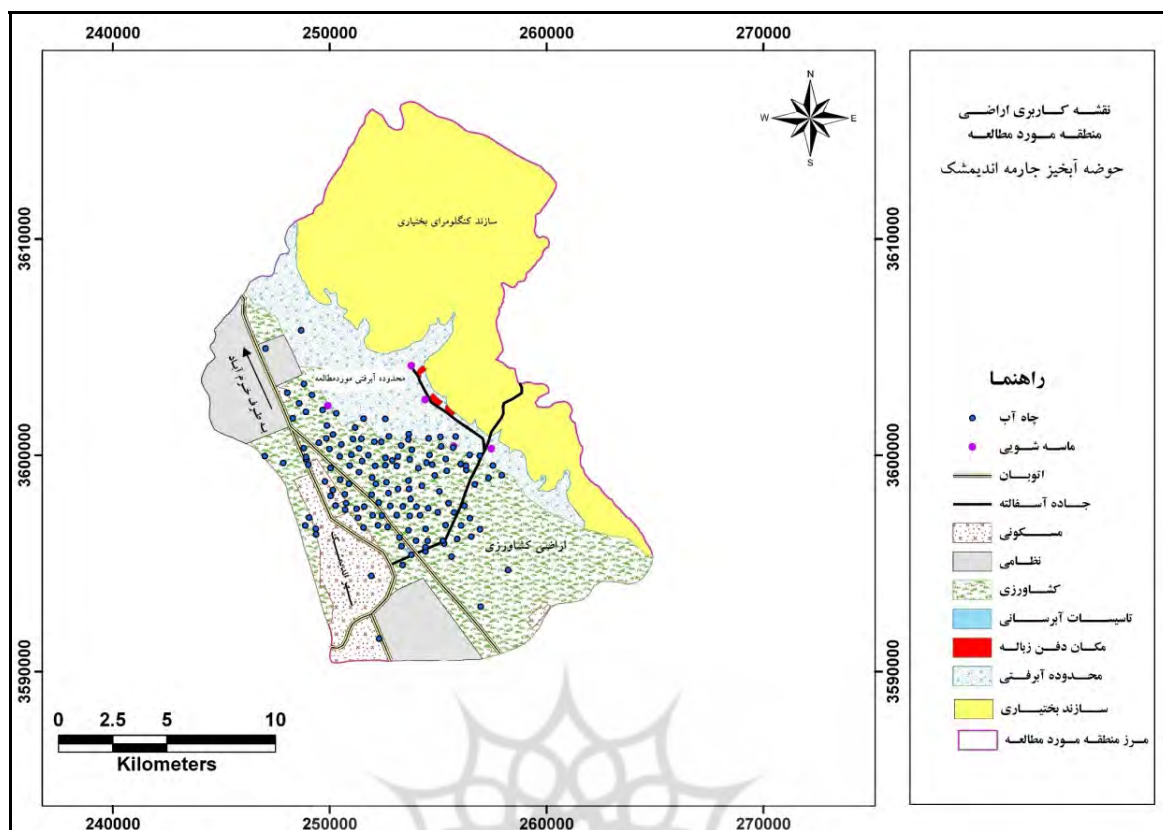 240000 250000 260000 270000
3610000 3610000
3600000 3600000
3590000 3590000
N
W E
S
سازند کنگلومرای بختیاری
محدوده آبرفتی موردمطالعه
به طرف خرم آباد
اراضی کشاورزی
شهر اندیمشک
0 2.5 5 10
Kilometers
240000 250000 260000 270000
نقشه کاربری اراضی
منطقه مورد مطالعه
حوضه آبخیز جارمه اندیمشک
راهنما
چاه آب
ماسه شویی
اتوبان
جاده آسفالته
مسکونی
نظامی
کشاورزی
تاسیسات آبرسانی
مکان دفن زباله
محدوده آبرفتی
سازند بختیاری
مرز منطقه مورد مطالعه